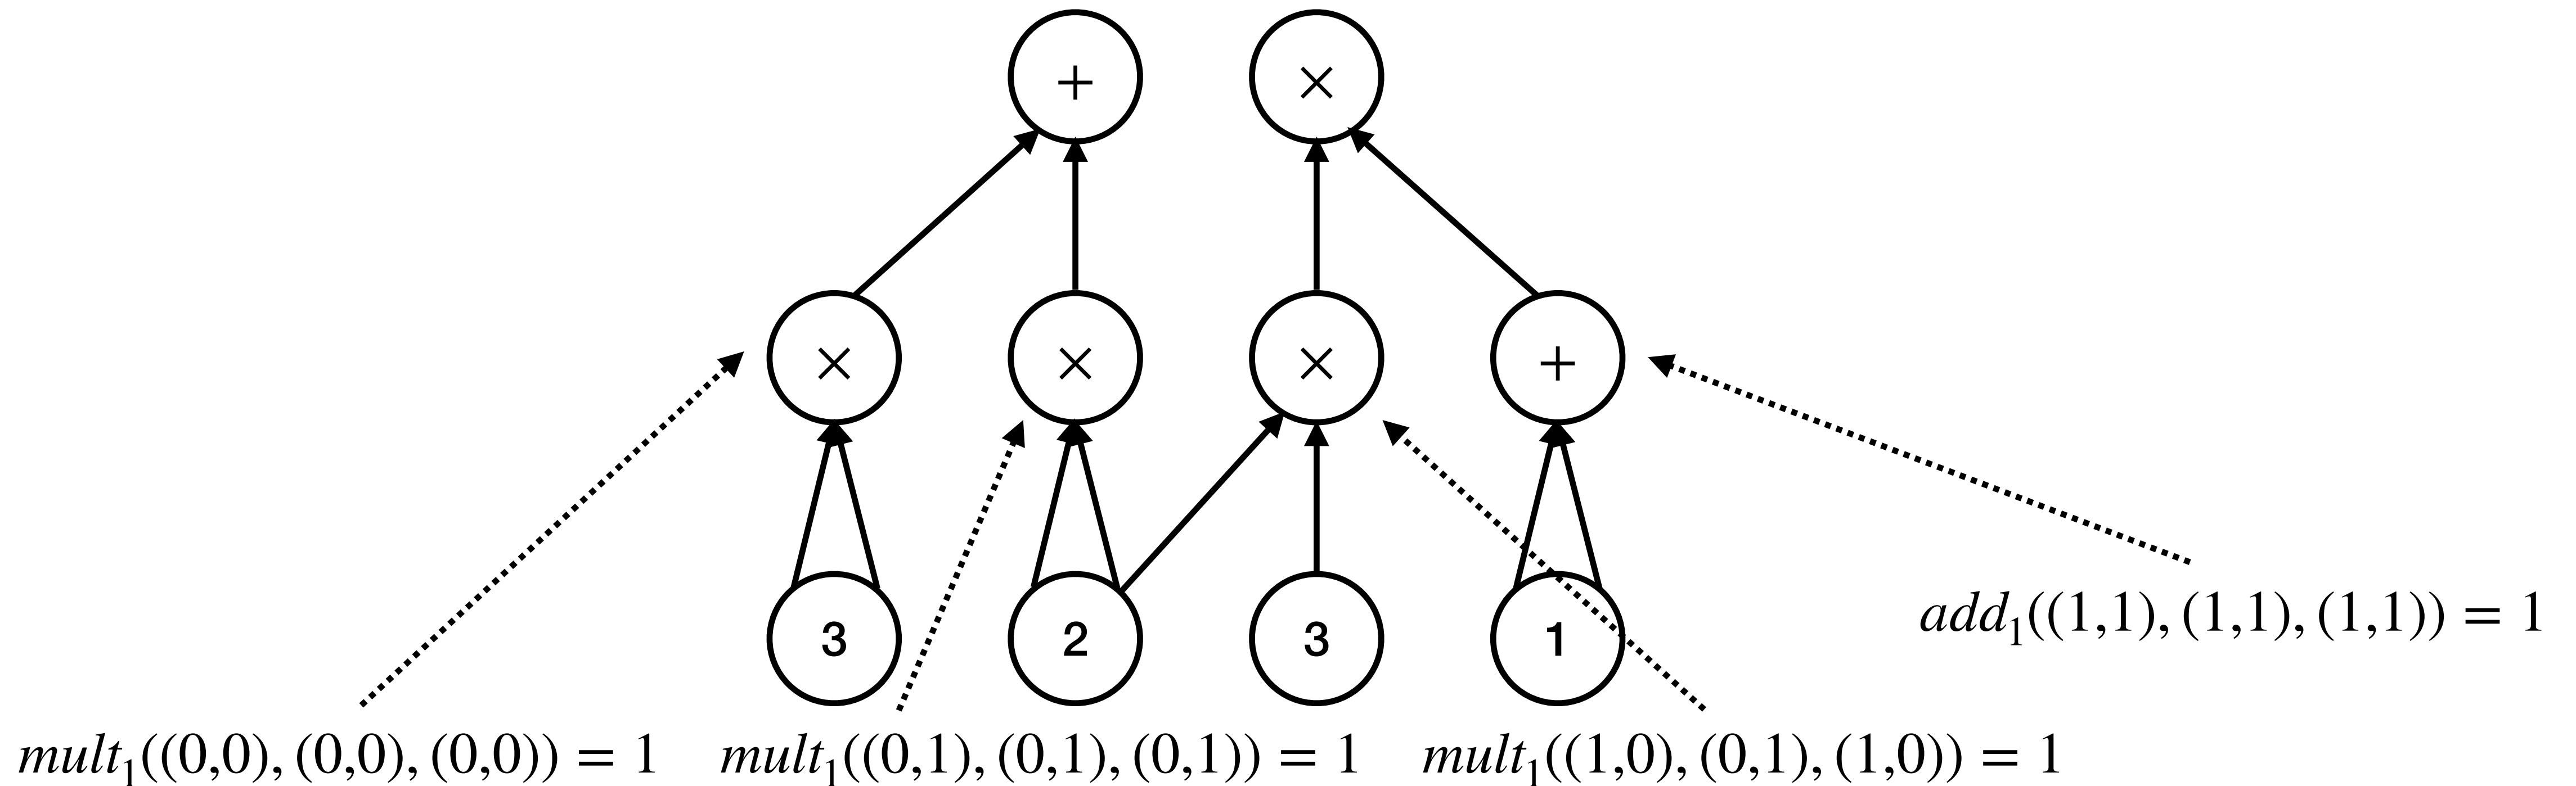 + ×
× × × +
3 2 3 1
add₁((1,1), (1,1), (1,1)) = 1
mult₁((0,0), (0,0), (0,0)) = 1
mult₁((0,1), (0,1), (0,1)) = 1
mult₁((1,0), (0,1), (1,0)) = 1